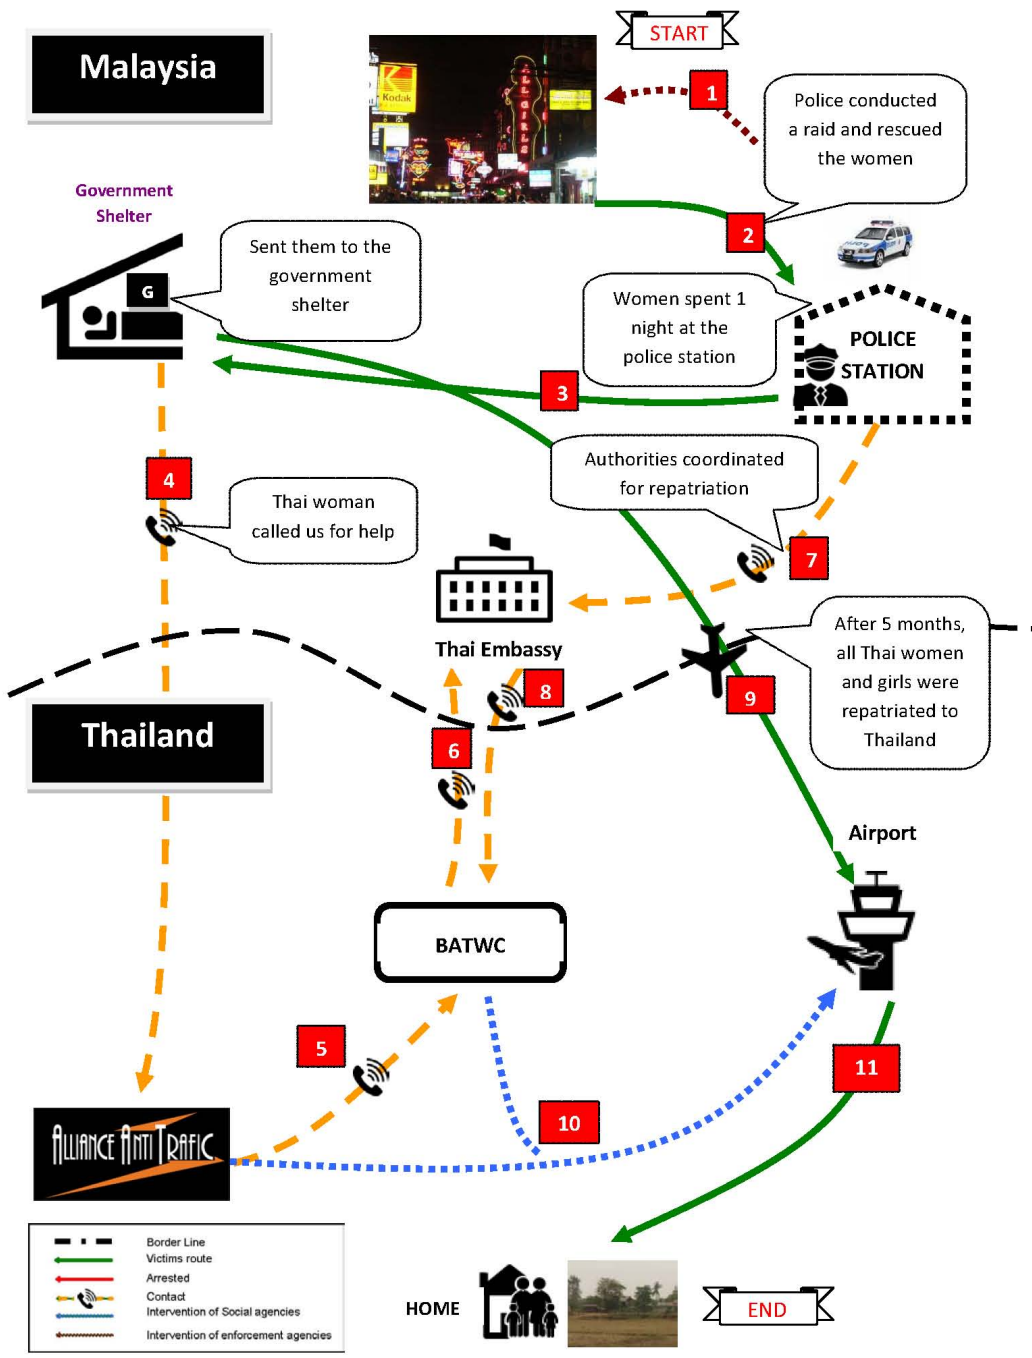 START
Malaysia
Kodak
ALL GIRLS
1
Police conducted
a raid and rescued
the women
Government
Shelter
2
Sent them to the
government
shelter
G
Women spent 1
night at the
police station
POLICE
STATION
3
Authorities coordinated
for repatriation
4
Thai woman
called us for help
7
Thai Embassy
After 5 months,
all Thai women
and girls were
repatriated to
Thailand
8
9
Thailand
6
Airport
BATWC
5
11
10
ALLIANCE ANTI TRAFIC
Border Line
Victims route
Arrested
Contact
Intervention of Social agencies
Intervention of enforcement agencies
HOME
END